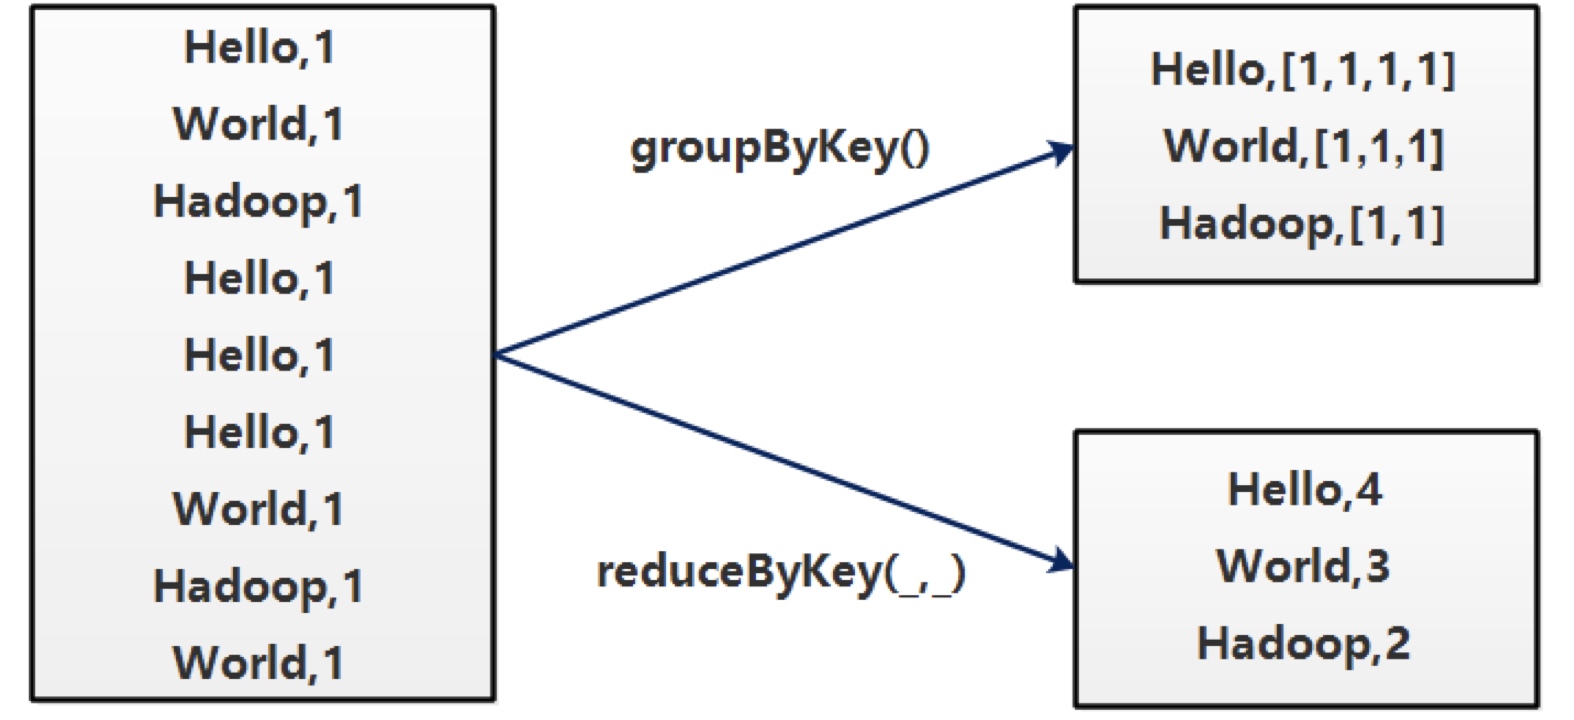 Hello,1
World,1
Hadoop,1
Hello,1
Hello,1
Hello,1
World,1
Hadoop,1
World,1
groupByKey()
reduceByKey(_,_)
Hello,[1,1,1,1]
World,[1,1,1]
Hadoop,[1,1]
Hello,4
World,3
Hadoop,2